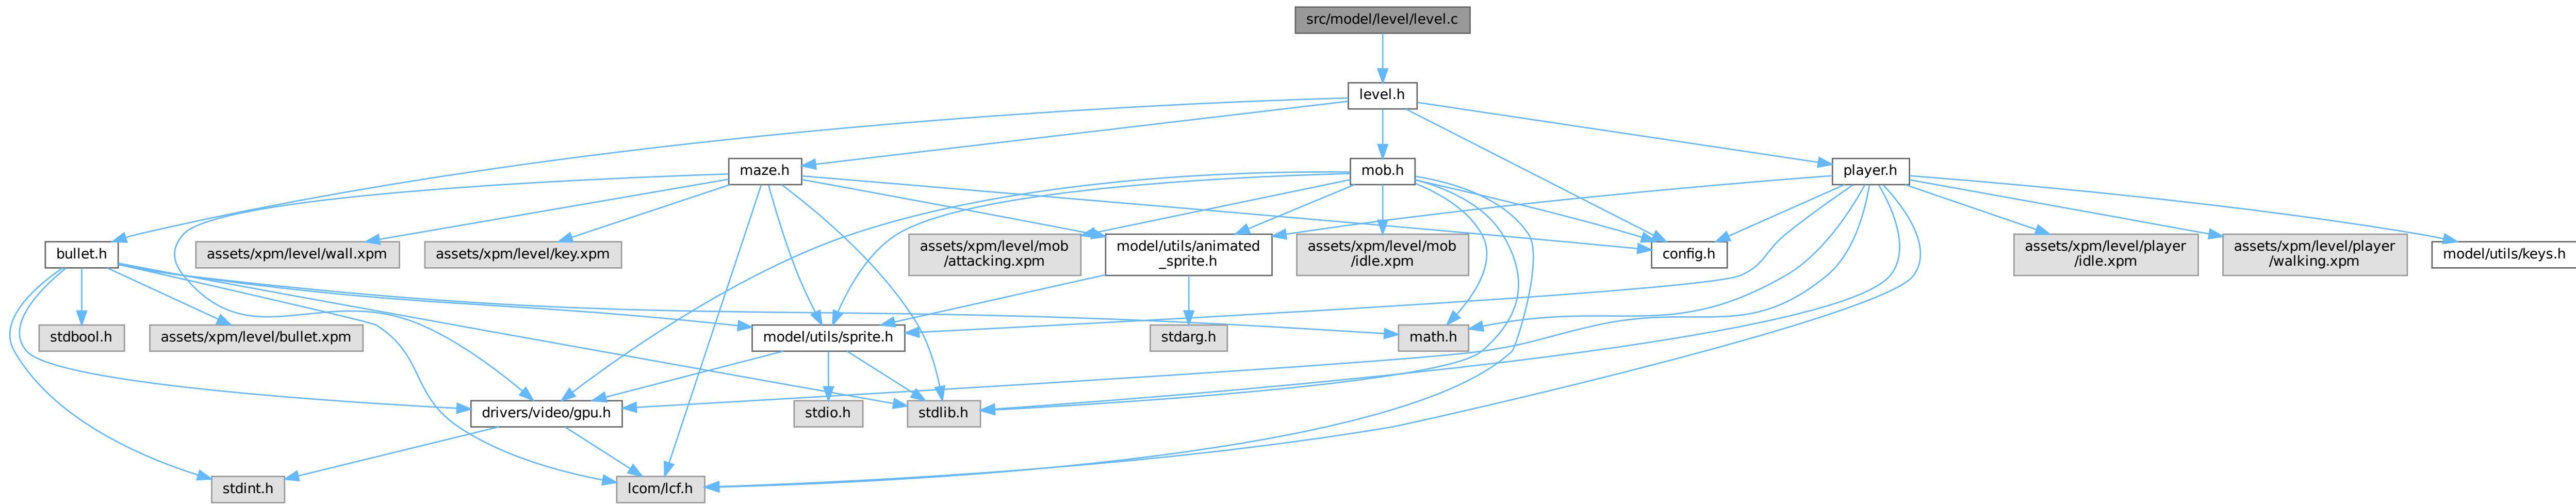 src/model/level/level.c
level.h
maze.h
mob.h
player.h
bullet.h
assets/xpm/level/wall.xpm
assets/xpm/level/key.xpm
assets/xpm/level/mob
/attacking.xpm
model/utils/animated
_sprite.h
assets/xpm/level/mob
/idle.xpm
config.h
assets/xpm/level/player
/idle.xpm
assets/xpm/level/player
/walking.xpm
model/utils/keys.h
stdbool.h
assets/xpm/level/bullet.xpm
model/utils/sprite.h
stdarg.h
math.h
drivers/video/gpu.h
stdio.h
stdlib.h
stdint.h
lcom/lcf.h